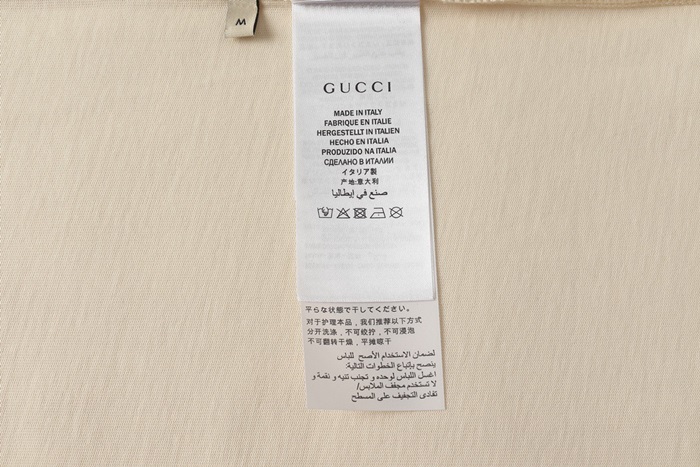 M
GUCCI
MADE IN ITALY
FABRIQUE EN ITALIE
HERGESTELLT IN ITALIEN
HECHO EN ITALIA
PRODUZIDO NA ITALIA
СДЕЛАНО В ИТАЛИИ
イタリア製
产地:意大利
صنع في إيطاليا
平らな状態で干してください。
对于护理本品，我们推荐以下方式
分开洗涤，不可绞拧，不可浸泡
不可翻转干燥，平摊晾干
لضمان الاستخدام الأصح للباس
ينصح بإتباع الخطوات التالية:
اغسل اللباس لوحده و تجنب تنيه و نقمة و
لا تستخدم مجفف الملابس/
تفادى التجفيف على المسطح